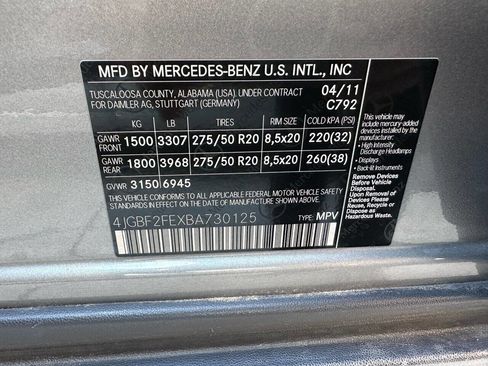 MFD BY MERCEDES-BENZ U.S. INTL., INC
TUSCALOOSA COUNTY, ALABAMA (USA). UNDER CONTRACT
FOR DAIMLER AG, STUTTGART (GERMANY)
04/11
C792
KG LB TIRE SIZE RIM SIZE COLD KPA (PSI)
GAWR FRONT 1500 3307 275/50 R20 8,5x20 220(32)
GAWR REAR 1800 3968 275/50 R20 8,5x20 260(38)
GVWR 3150 6945
THIS VEHICLE CONFORMS TO ALL APPLICABLE FEDERAL MOTOR VEHICLE SAFETY
STANDARDS IN EFFECT ON THE DATE OF MANUFACTURE SHOWN ABOVE.
4JGBF2FEXBA730125
TYPE: MPV
This vehicle may
include mercury-
added devices
installed by the
manufacturer:
• High Intensity
Discharge Headlamps
• Displays
• Back-lit Instruments
Remove Devices
Before Vehicle
Disposal.
Upon Removal of
Devices Please
Reuse, Recycle or
Dispose as
Hazardous Waste.